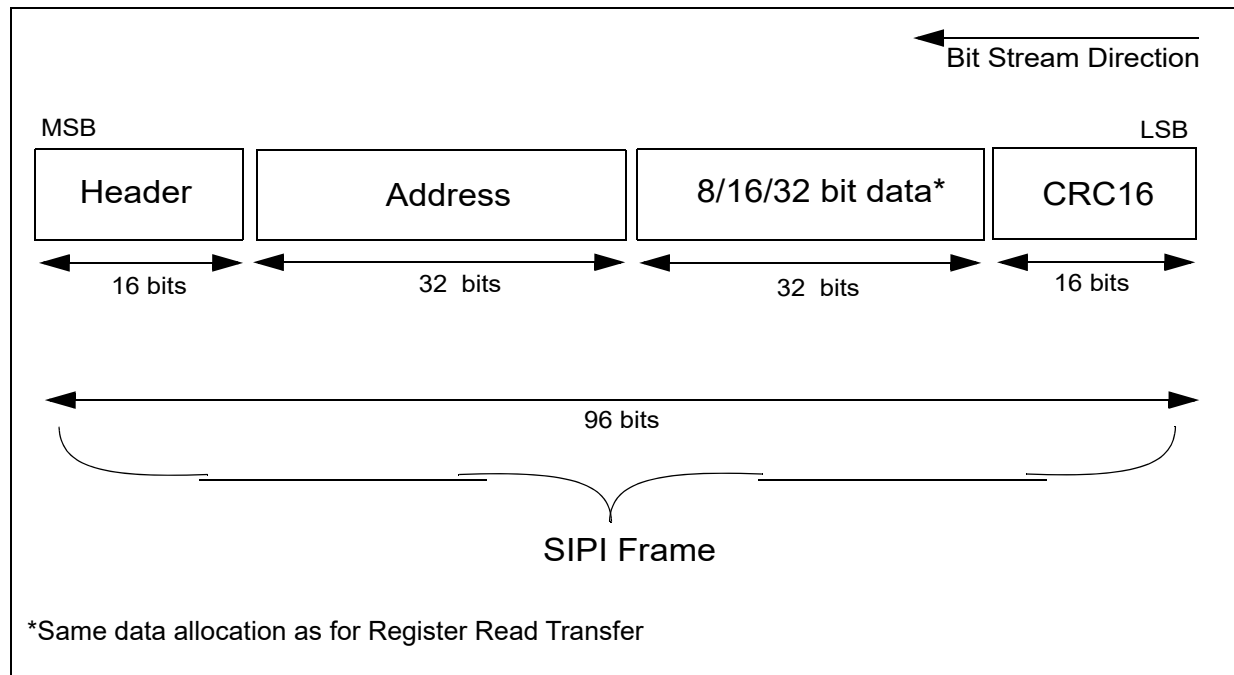 Bit Stream Direction
MSB
LSB
Header
Address
8/16/32 bit data*
CRC16
16 bits
32 bits
32 bits
16 bits
96 bits
SIPI Frame
*Same data allocation as for Register Read Transfer